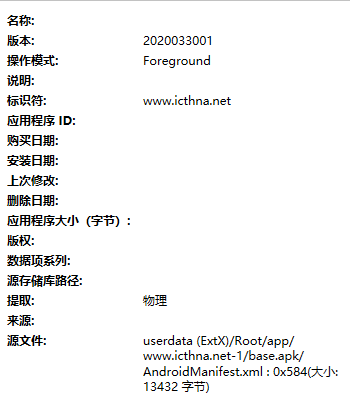 名称:
版本: 2020033001
操作模式: Foreground
说明:
标识符: www.icthna.net
应用程序 ID:
购买日期:
安装日期:
上次修改:
删除日期:
应用程序大小（字节）:
版权:
数据项系列:
源存储库路径:
提取: 物理
来源:
源文件: userdata (ExtX)/Root/app/
www.icthna.net-1/base.apk/
AndroidManifest.xml : 0x584(大小:
13432 字节)